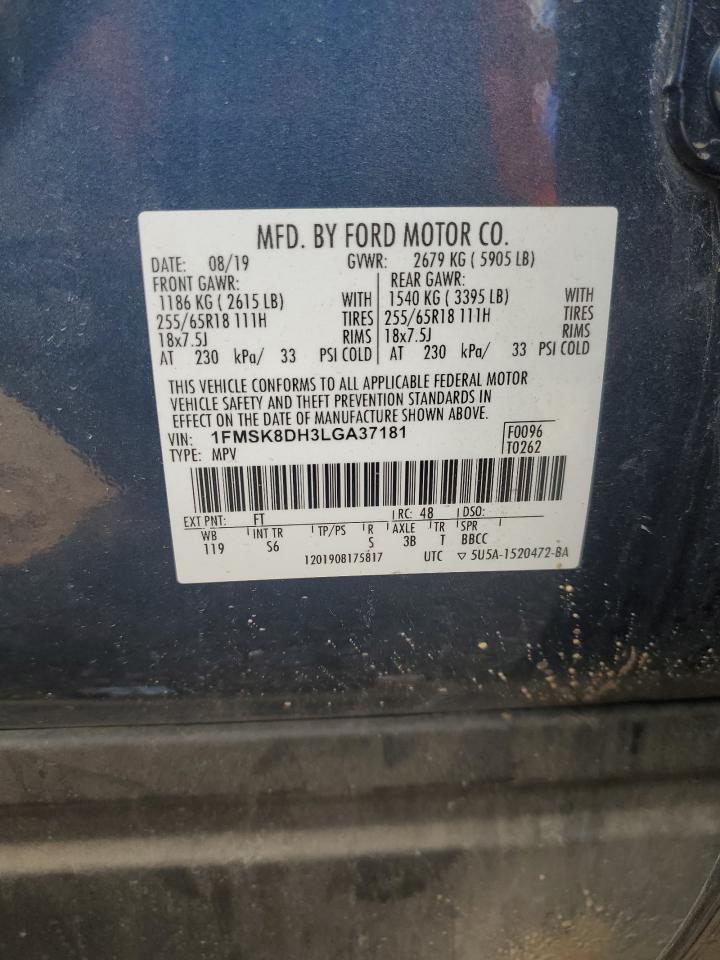 MFD. BY FORD MOTOR CO.
DATE: 08/19 GVWR: 2679 KG ( 5905 LB)
FRONT GAWR: REAR GAWR:
1186 KG ( 2615 LB) WITH 1540 KG ( 3395 LB) WITH
255/65R18 111H TIRES 255/65R18 111H TIRES
18x7.5J RIMS 18x7.5J RIMS
AT 230 kPa/ 33 PSI COLD AT 230 kPa/ 33 PSI COLD
THIS VEHICLE CONFORMS TO ALL APPLICABLE FEDERAL MOTOR
VEHICLE SAFETY AND THEFT PREVENTION STANDARDS IN
EFFECT ON THE DATE OF MANUFACTURE SHOWN ABOVE.
VIN: 1FMSK8DH3LGA37181 F0096
TYPE: MPV T0262
EXT PNT: FT RC: 48 DSO:
WB INT TR TP/PS R AXLE TR SPR
119 S6 S 3B T BBCC
1201908175817 UTC ▽ 5U5A-1520472-BA